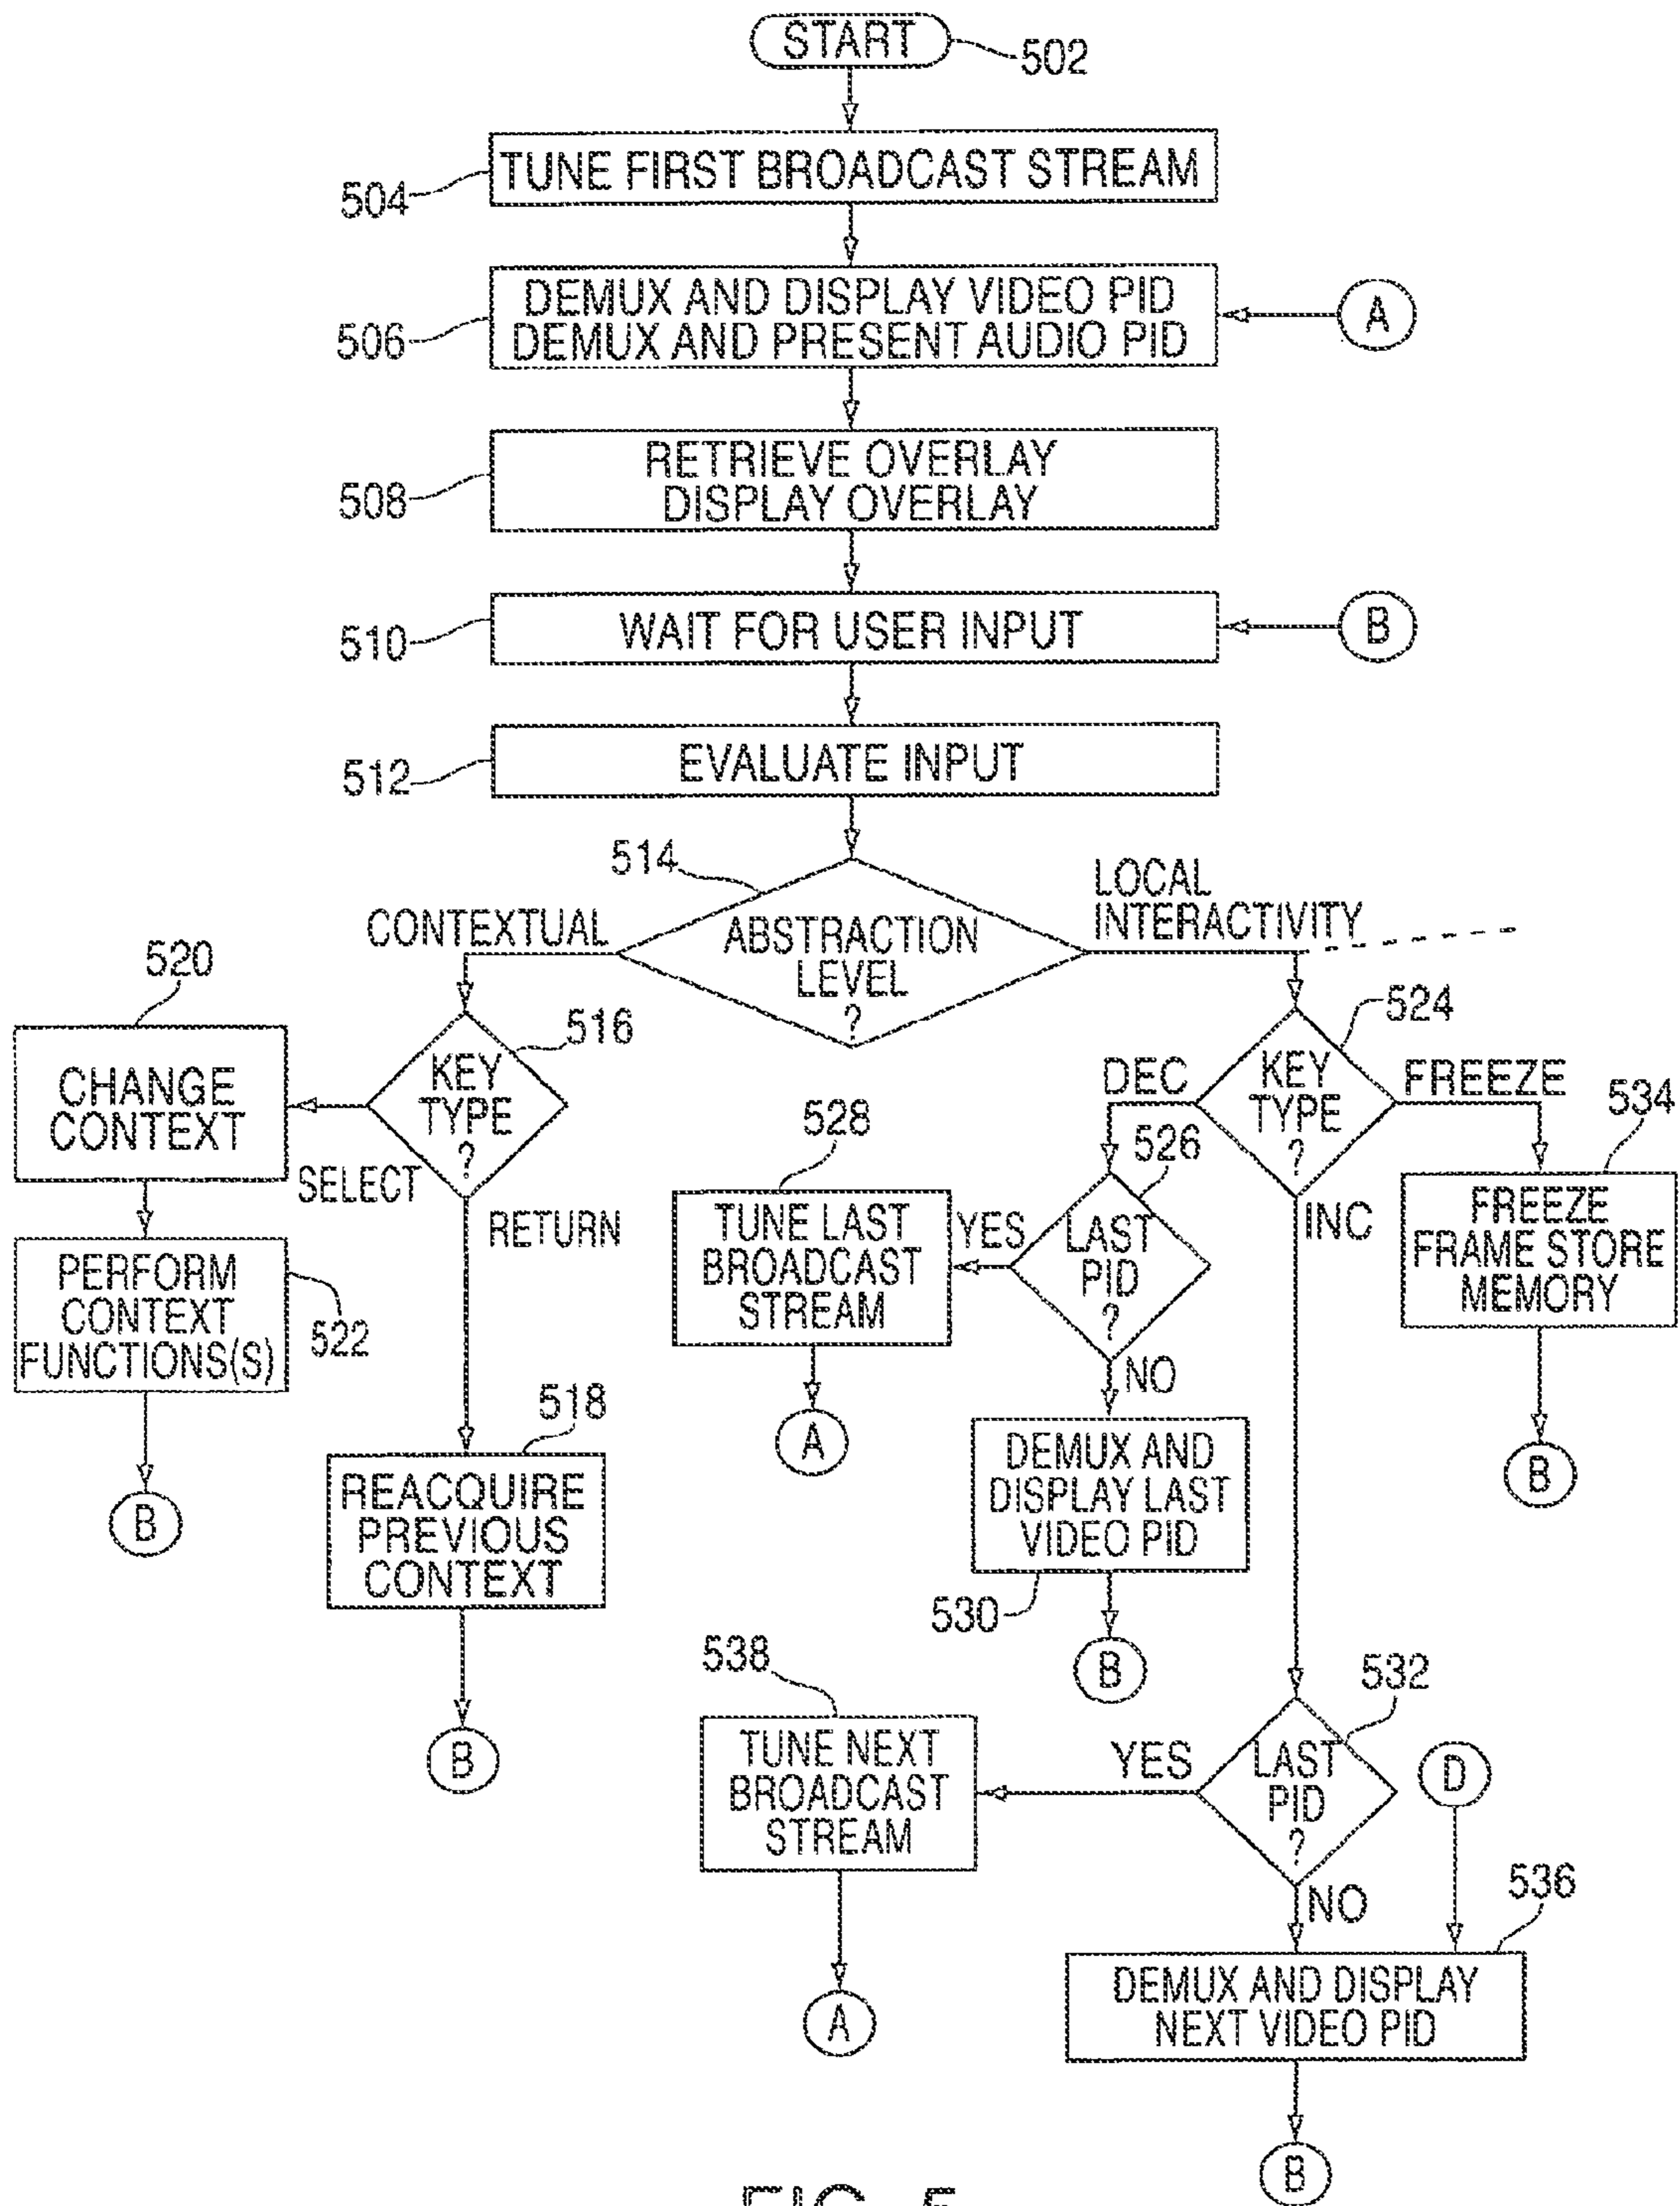 START
502
TUNE FIRST BROADCAST STREAM
504
DEMUX AND DISPLAY VIDEO PID
DEMUX AND PRESENT AUDIO PID
506
A
RETRIEVE OVERLAY
DISPLAY OVERLAY
508
WAIT FOR USER INPUT
510
B
EVALUATE INPUT
512
514
ABSTRACTION
LEVEL
?
CONTEXTUAL
LOCAL
INTERACTIVITY
520
CHANGE
CONTEXT
516
KEY
TYPE
?
SELECT
RETURN
PERFORM
CONTEXT
FUNCTIONS(S)
522
B
518
REACQUIRE
PREVIOUS
CONTEXT
B
524
KEY
TYPE
?
DEC
FREEZE
INC
534
FREEZE
FRAME STORE
MEMORY
B
526
LAST
PID
?
YES
NO
528
TUNE LAST
BROADCAST
STREAM
A
DEMUX AND
DISPLAY LAST
VIDEO PID
530
B
532
LAST
PID
?
YES
NO
538
TUNE NEXT
BROADCAST
STREAM
A
D
536
DEMUX AND DISPLAY
NEXT VIDEO PID
B
FIG. 5